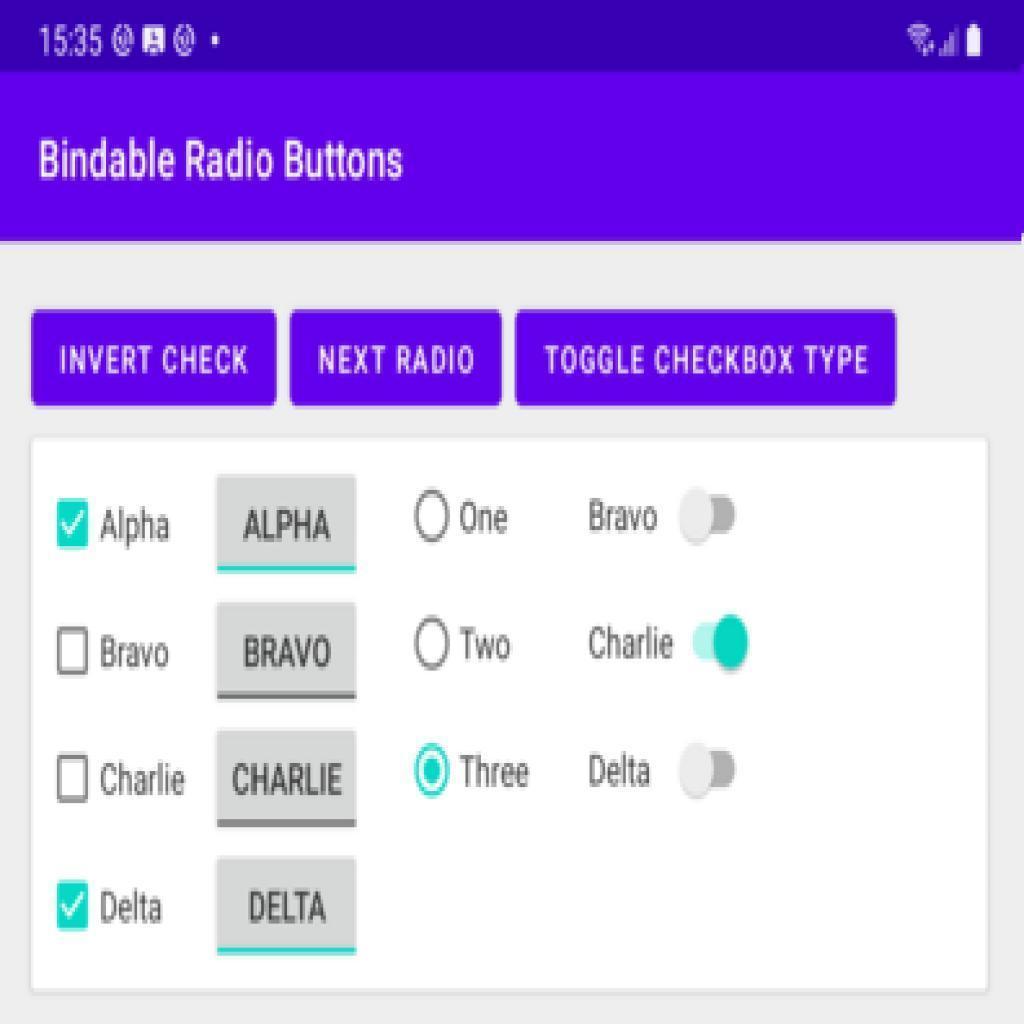 15:35
Bindable Radio Buttons
INVERT CHECK NEXT RADIO TOGGLE CHECKBOX TYPE
Alpha ALPHA One Bravo
Bravo BRAVO Two Charlie
Charlie CHARLIE Three Delta
Delta DELTA